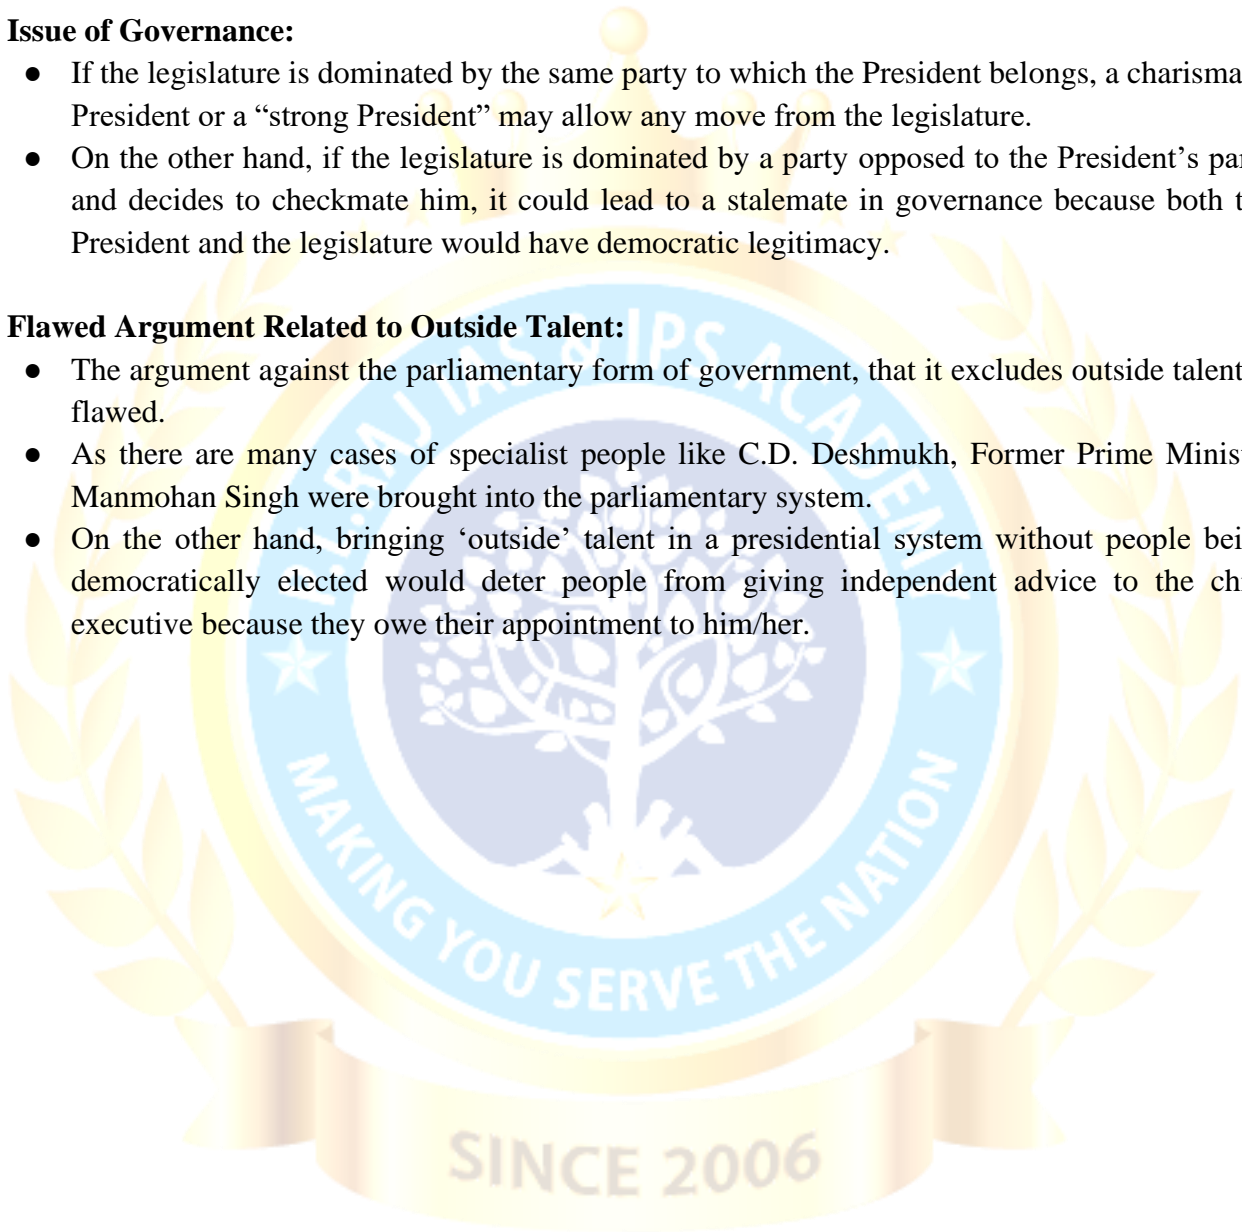 Issue of Governance:
● If the legislature is dominated by the same party to which the President belongs, a charisma
President or a “strong President” may allow any move from the legislature.
● On the other hand, if the legislature is dominated by a party opposed to the President’s par
and decides to checkmate him, it could lead to a stalemate in governance because both t
President and the legislature would have democratic legitimacy.
Flawed Argument Related to Outside Talent:
● The argument against the parliamentary form of government, that it excludes outside talent
flawed.
● As there are many cases of specialist people like C.D. Deshmukh, Former Prime Minis
Manmohan Singh were brought into the parliamentary system.
● On the other hand, bringing ‘outside’ talent in a presidential system without people bei
democratically elected would deter people from giving independent advice to the ch
executive because they owe their appointment to him/her.
RAJ IAS & IPS ACADEMY
MAKING YOU SERVE THE NATION
SINCE 2006